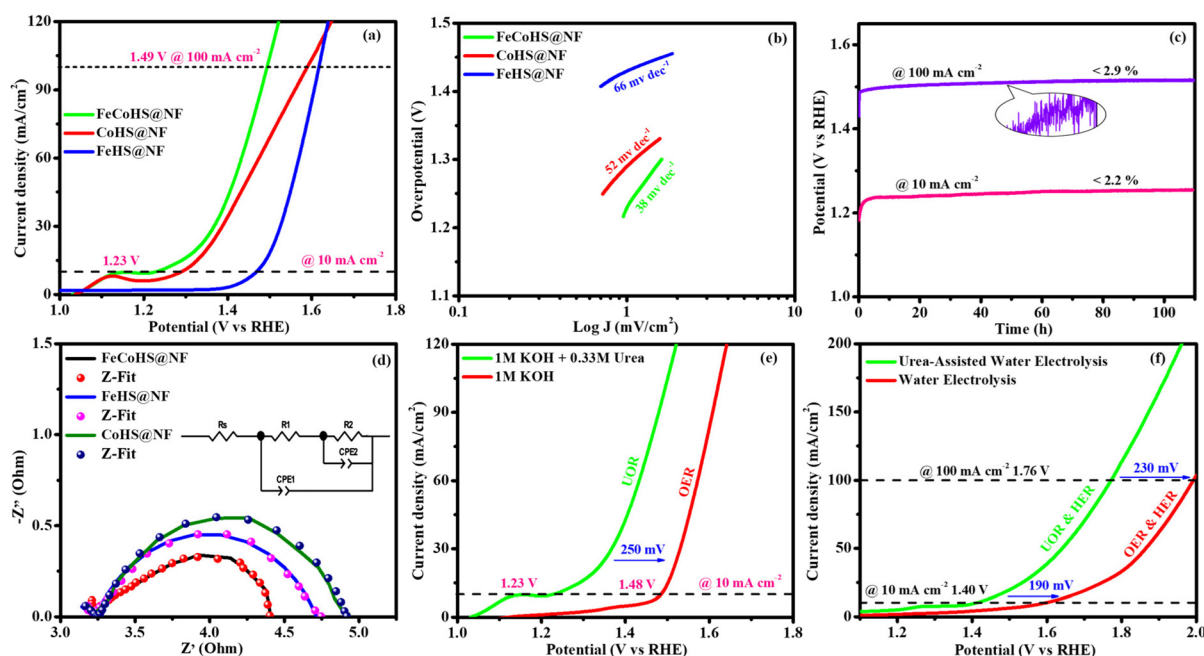 (a)
1.49 V @ 100 mA cm-2
FeCoHS@NF
CoHS@NF
FeHS@NF
1.23 V
@ 10 mA cm-2
Current density (mA/cm2)
120
90
60
30
0
1.0 1.2 1.4 1.6 1.8
Potential (V vs RHE)
(b)
FeCoHS@NF
CoHS@NF
FeHS@NF
66 mv dec-1
52 mv dec-1
38 mv dec-1
Overpotential (V)
1.5
1.4
1.3
1.2
1.1
0.1 1 10
Log J (mV/cm2)
(c)
@ 100 mA cm-2
< 2.9 %
@ 10 mA cm-2
< 2.2 %
Potential (V vs RHE)
1.6
1.5
1.4
1.3
1.2
1.1
1.0
0 20 40 60 80 100
Time (h)
(d)
FeCoHS@NF
Z-Fit
FeHS@NF
Z-Fit
CoHS@NF
Z-Fit
Rs
R1
R2
CPE2
CPE1
-Z” (Ohm)
-1.5
-1.0
0.5
0.0
3.0 3.5 4.0 4.5 5.0
Z’ (Ohm)
(e)
1M KOH + 0.33M Urea
1M KOH
UOR
OER
250 mV
1.23 V
1.48 V
@ 10 mA cm-2
Current density (mA/cm2)
120
90
60
30
0
1.0 1.2 1.4 1.6 1.8
Potential (V vs RHE)
(f)
Urea-Assisted Water Electrolysis
Water Electrolysis
@ 100 mA cm-2 1.76 V
230 mV
UOR & HER
OER & HER
@ 10 mA cm-2 1.40 V
190 mV
Current density (mA/cm2)
200
150
100
50
0
1.2 1.4 1.6 1.8 2.0
Potential (V vs RHE)